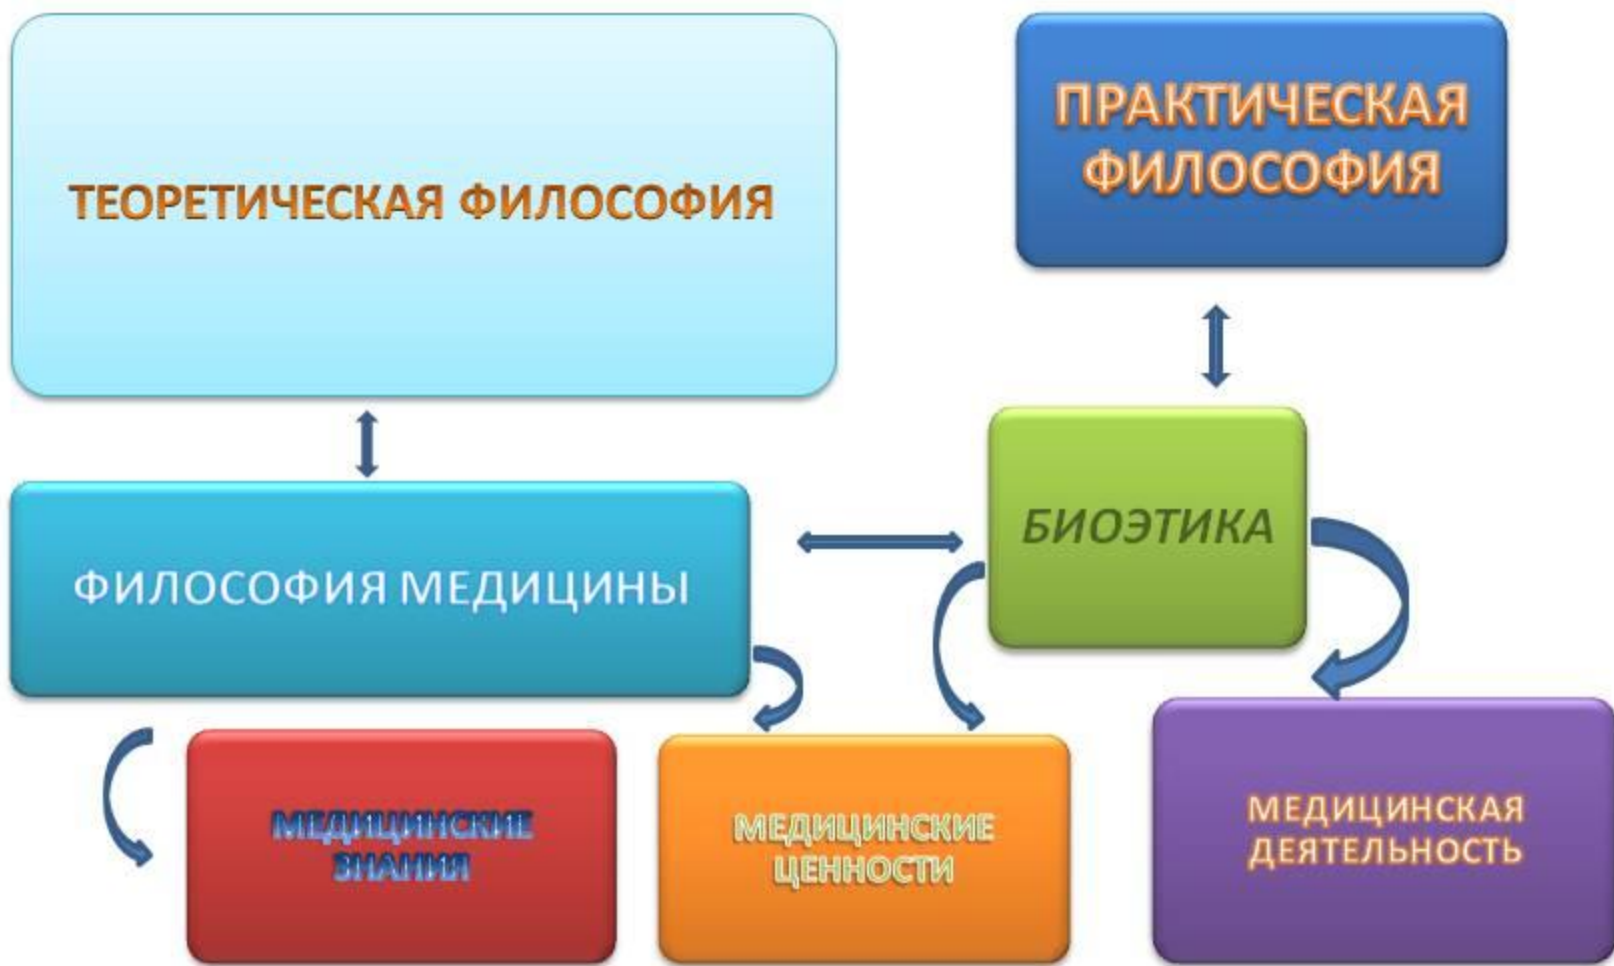 ТЕОРЕТИЧЕСКАЯ ФИЛОСОФИЯ
ПРАКТИЧЕСКАЯ
ФИЛОСОФИЯ
ФИЛОСОФИЯ МЕДИЦИНЫ
БИОЭТИКА
МЕДИЦИНСКИЕ
ЗНАНИЯ
МЕДИЦИНСКИЕ
ЦЕННОСТИ
МЕДИЦИНСКАЯ
ДЕЯТЕЛЬНОСТЬ